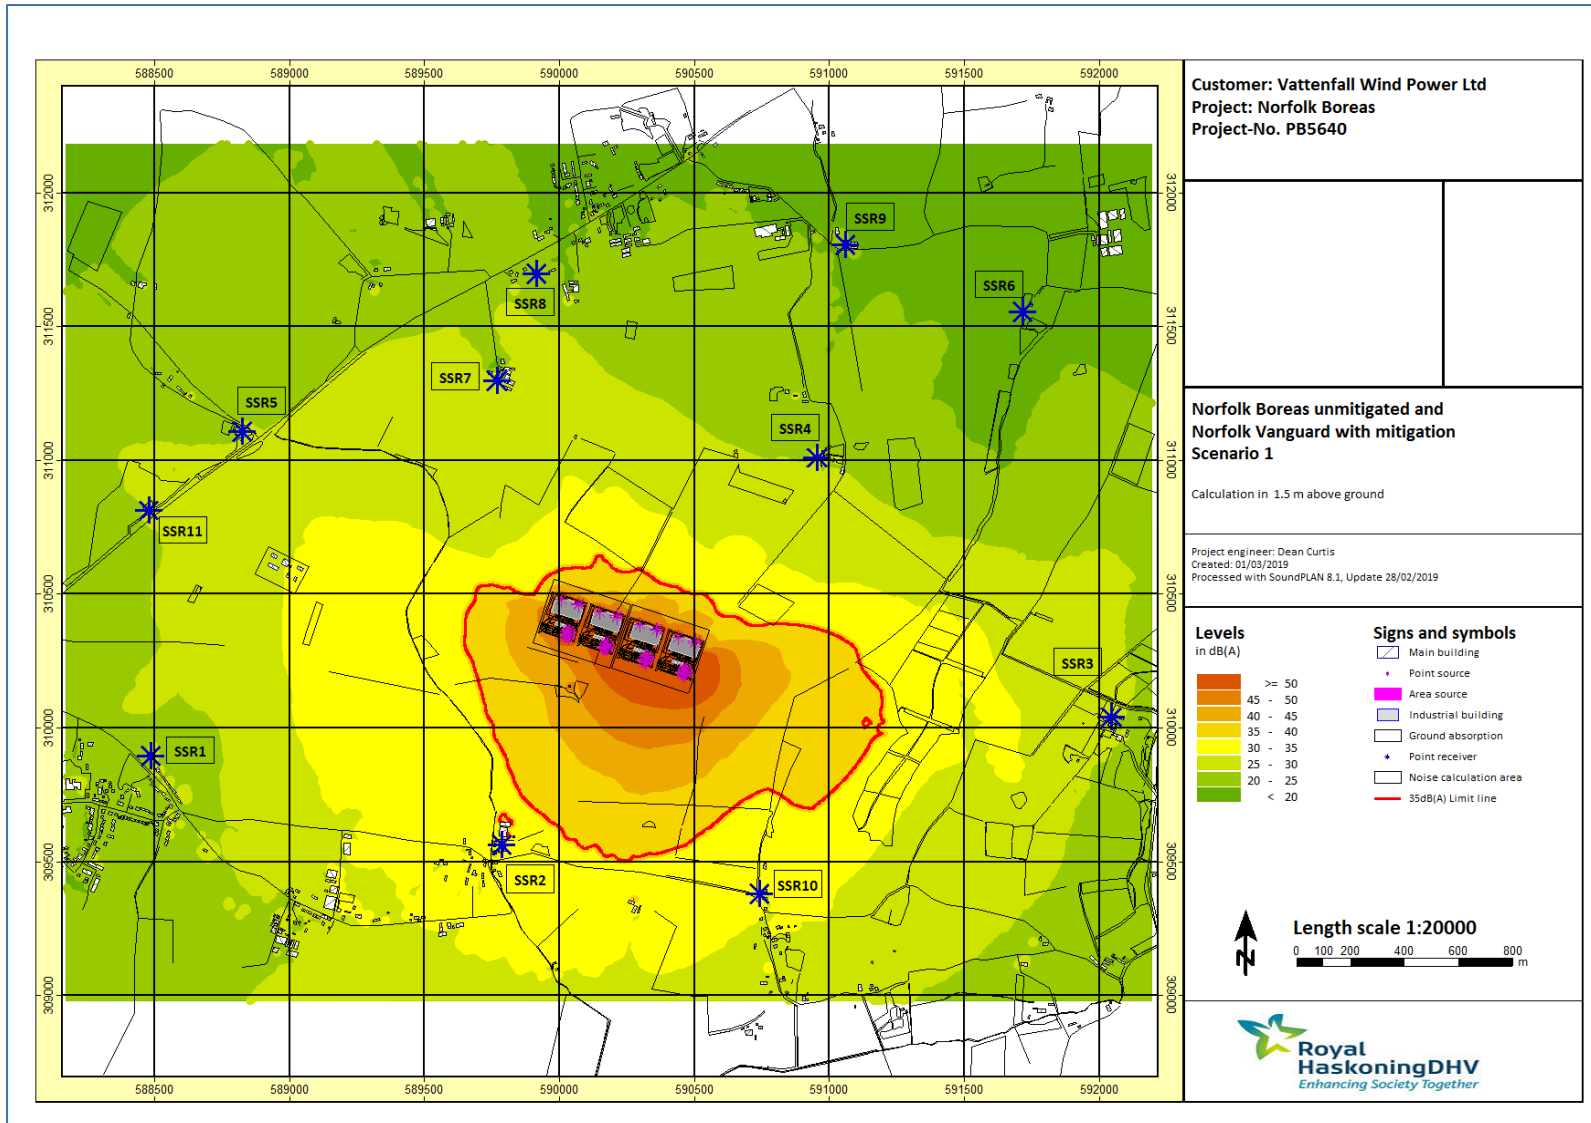 588500 589000 589500 590000 590500 591000 591500 592000
Customer: Vattenfall Wind Power Ltd
Project: Norfolk Boreas
Project-No. PB5640
312000 312000
SSR9
SSR6
SSR8
311500 311500
SSR7
SSR5
SSR4
311000 311000
SSR11
310500 310500
SSR3
310000 310000
SSR1
309500 309500
SSR2
SSR10
309000 309000
588500 589000 589500 590000 590500 591000 591500 592000
Norfolk Boreas unmitigated and
Norfolk Vanguard with mitigation
Scenario 1
Calculation in 1.5 m above ground
Project engineer: Dean Curtis
Created: 01/03/2019
Processed with SoundPLAN 8.1, Update 28/02/2019
Levels
in dB(A)
>= 50
45 - 50
40 - 45
35 - 40
30 - 35
25 - 30
20 - 25
< 20
Signs and symbols
Main building
Point source
Area source
Industrial building
Ground absorption
Point receiver
Noise calculation area
35dB(A) Limit line
N
Length scale 1:20000
0 100 200 400 600 800
m
Royal
HaskoningDHV
Enhancing Society Together